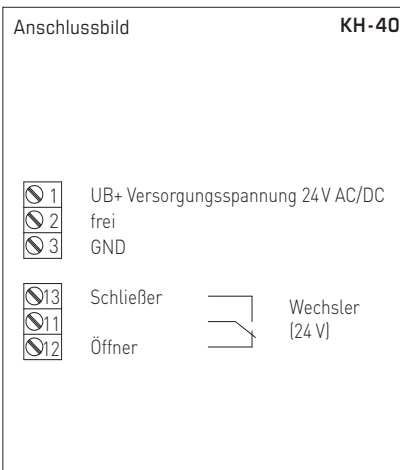 Anschlussbild KH-40
1 UB+ Versorgungsspannung 24 V AC/DC
2 frei
3 GND
13 Schließer
Wechsler
11
(24 V)
12 Öffner